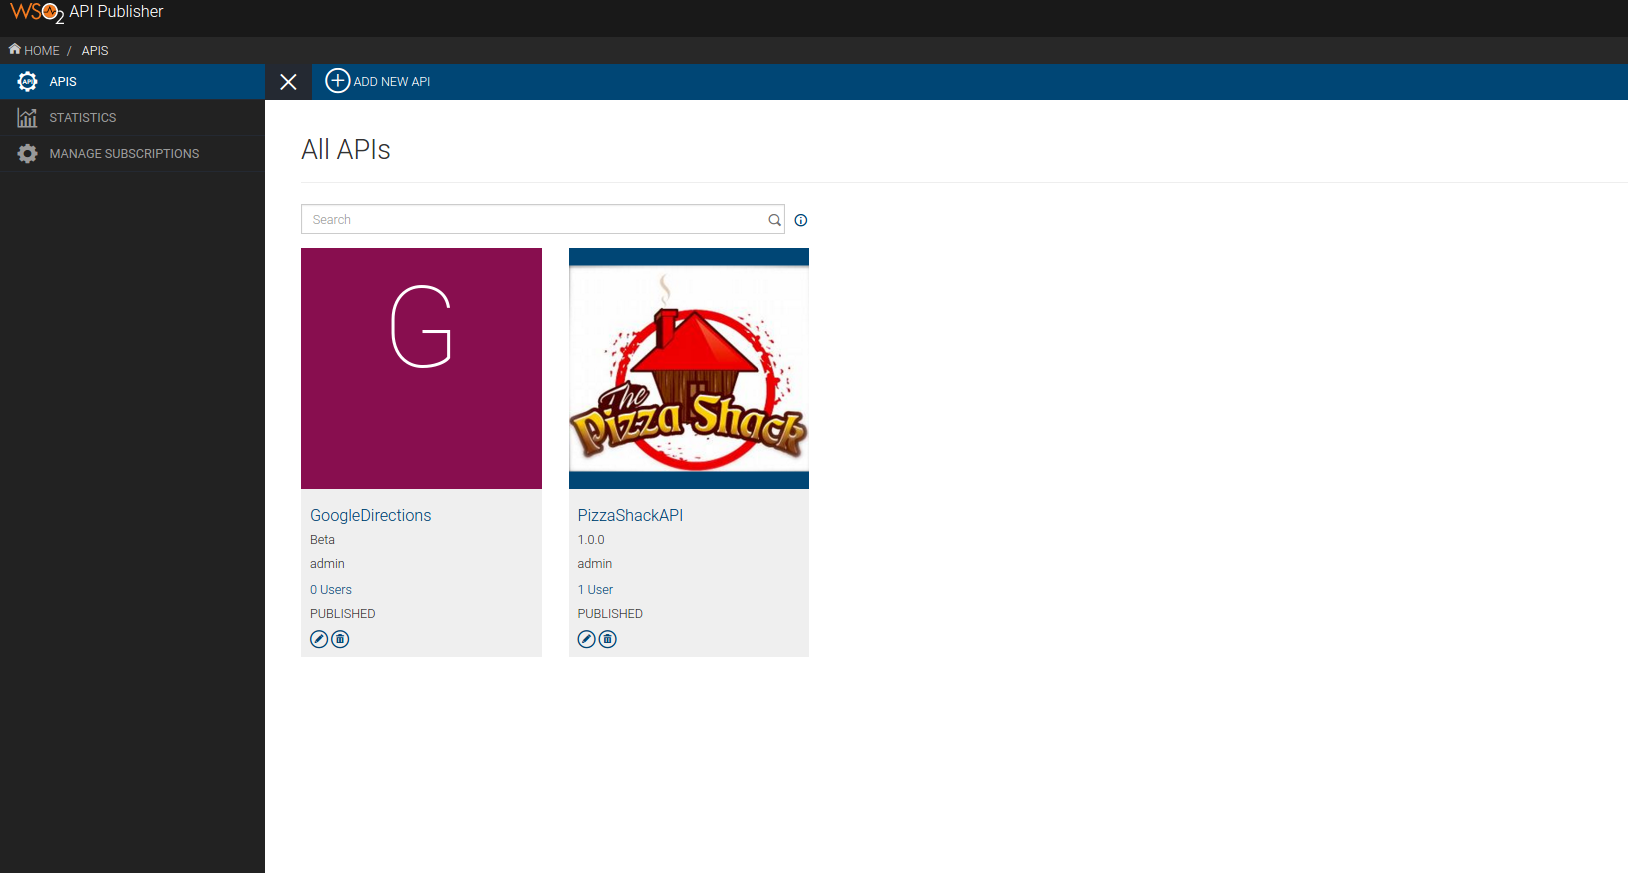 WSO2 API Publisher
HOME / APIS
API APIS
ADD NEW API
STATISTICS
MANAGE SUBSCRIPTIONS
All APIs
Search
G
GoogleDirections
Beta
admin
0 Users
PUBLISHED
The
Pizza Shack
PizzaShackAPI
1.0.0
admin
1 User
PUBLISHED